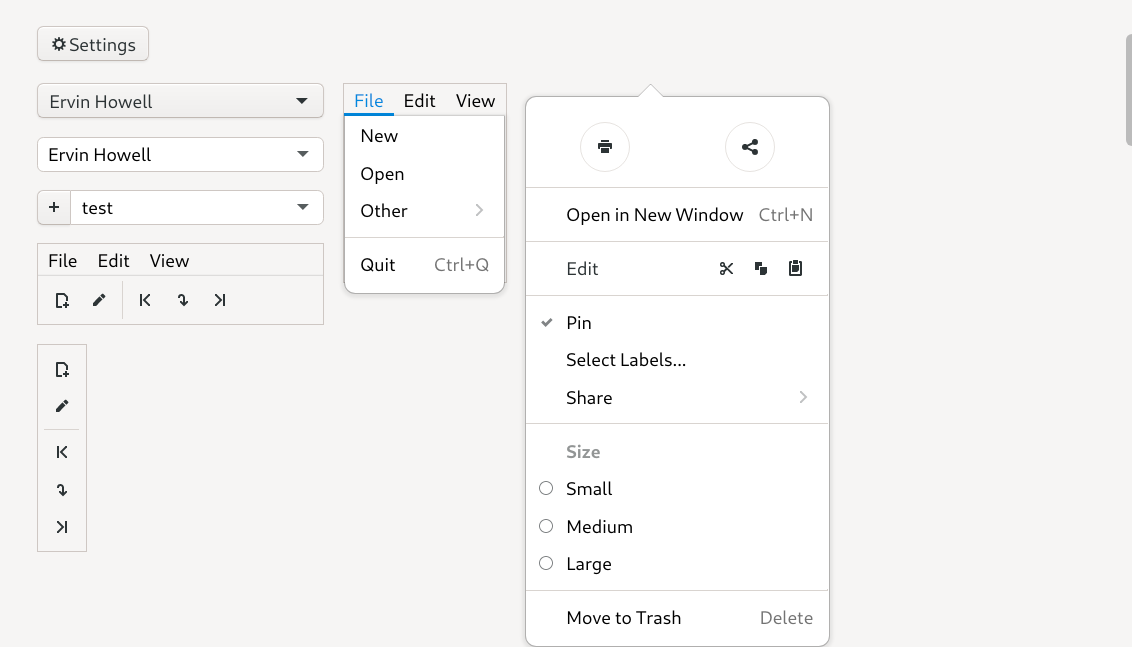 Settings
Ervin Howell
Ervin Howell
test
File Edit View
File Edit View
New
Open
Other
Quit Ctrl+Q
Open in New Window Ctrl+N
Edit
Pin
Select Labels...
Share
Size
Small
Medium
Large
Move to Trash Delete